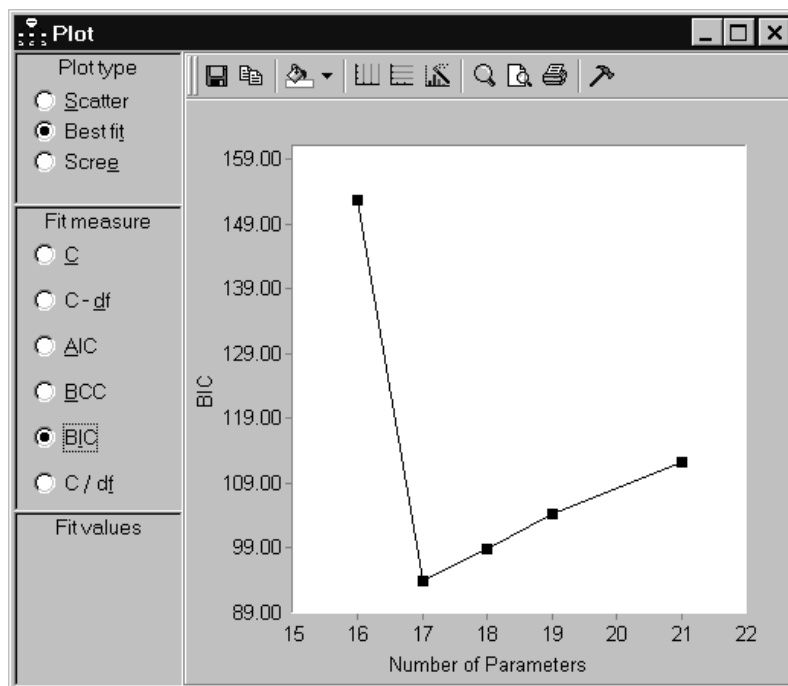 Plot
Plot type
Scatter
Best fit
Scree
Fit measure
C
C - df
AIC
BCC
BIC
C / df
Fit values
159.00
149.00
139.00
129.00
119.00
109.00
99.00
89.00
BIC
15 16 17 18 19 20 21 22
Number of Parameters